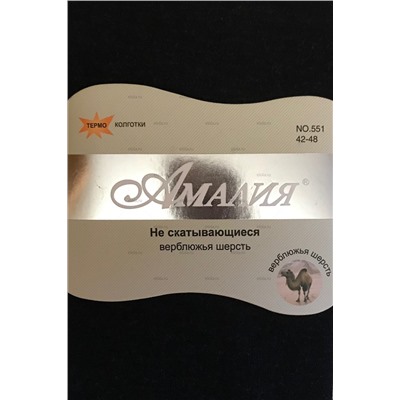 ТЕРМО КОЛГОТКИ
NO.551
42-48
АМАЛИЯ®
Не скатывающиеся
верблюжья шерсть
верблюжья шерсть